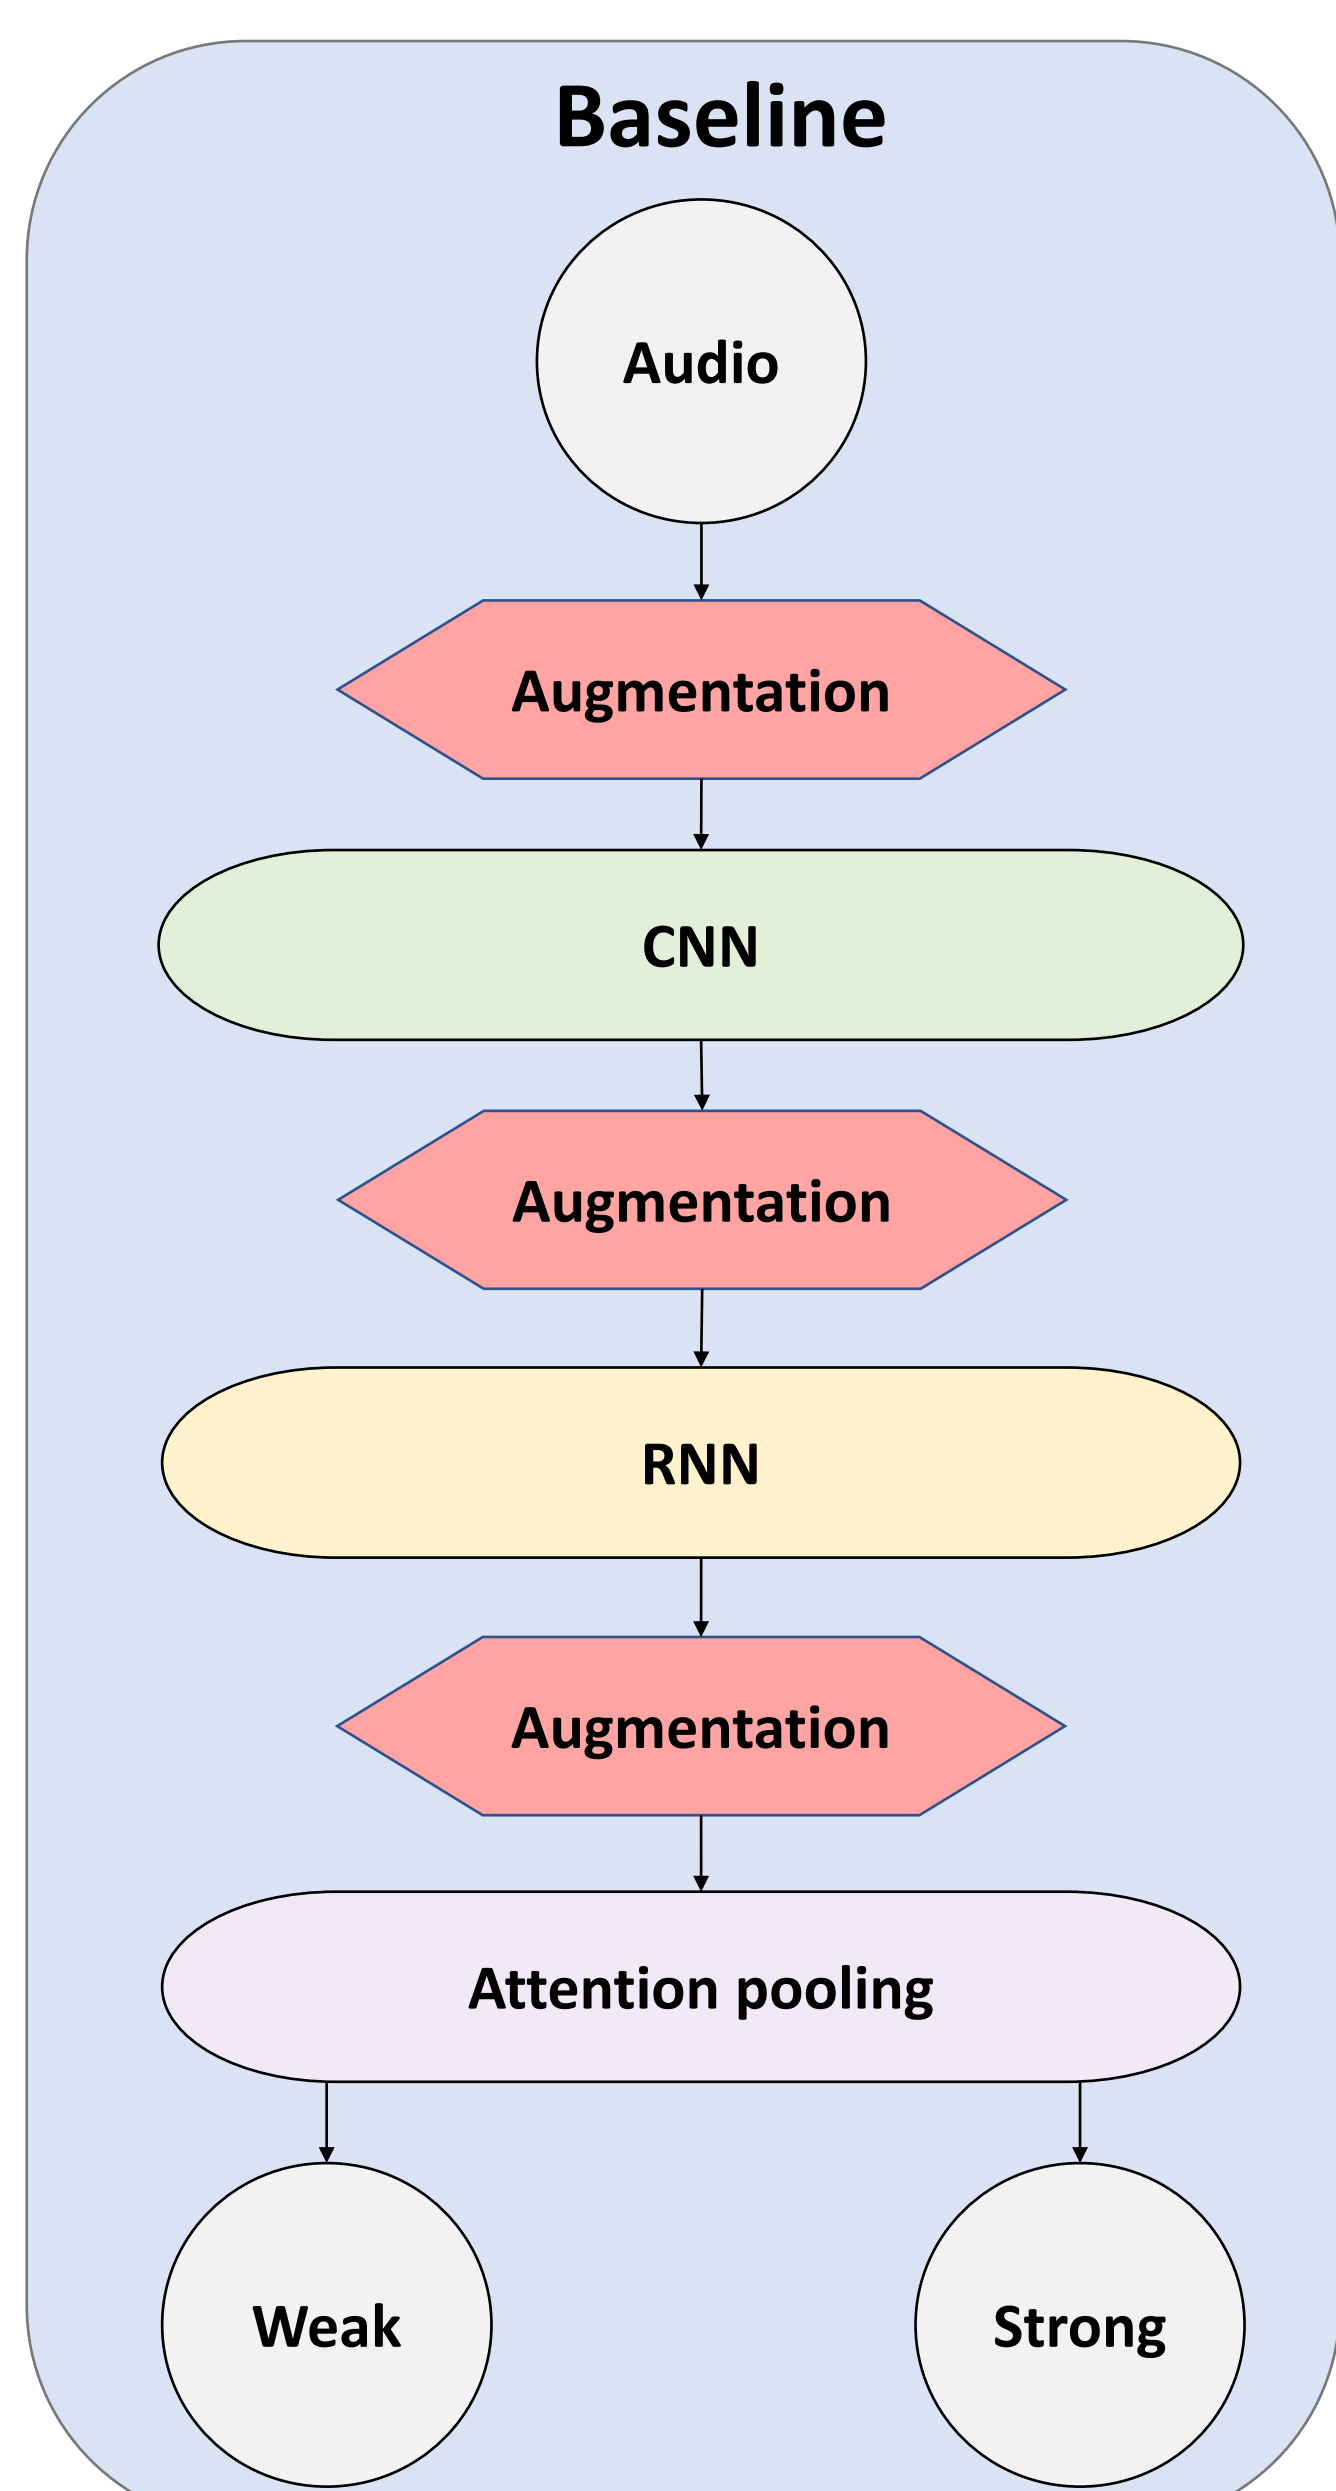 Baseline
Audio
Augmentation
CNN
Augmentation
RNN
Augmentation
Attention pooling
Weak
Strong